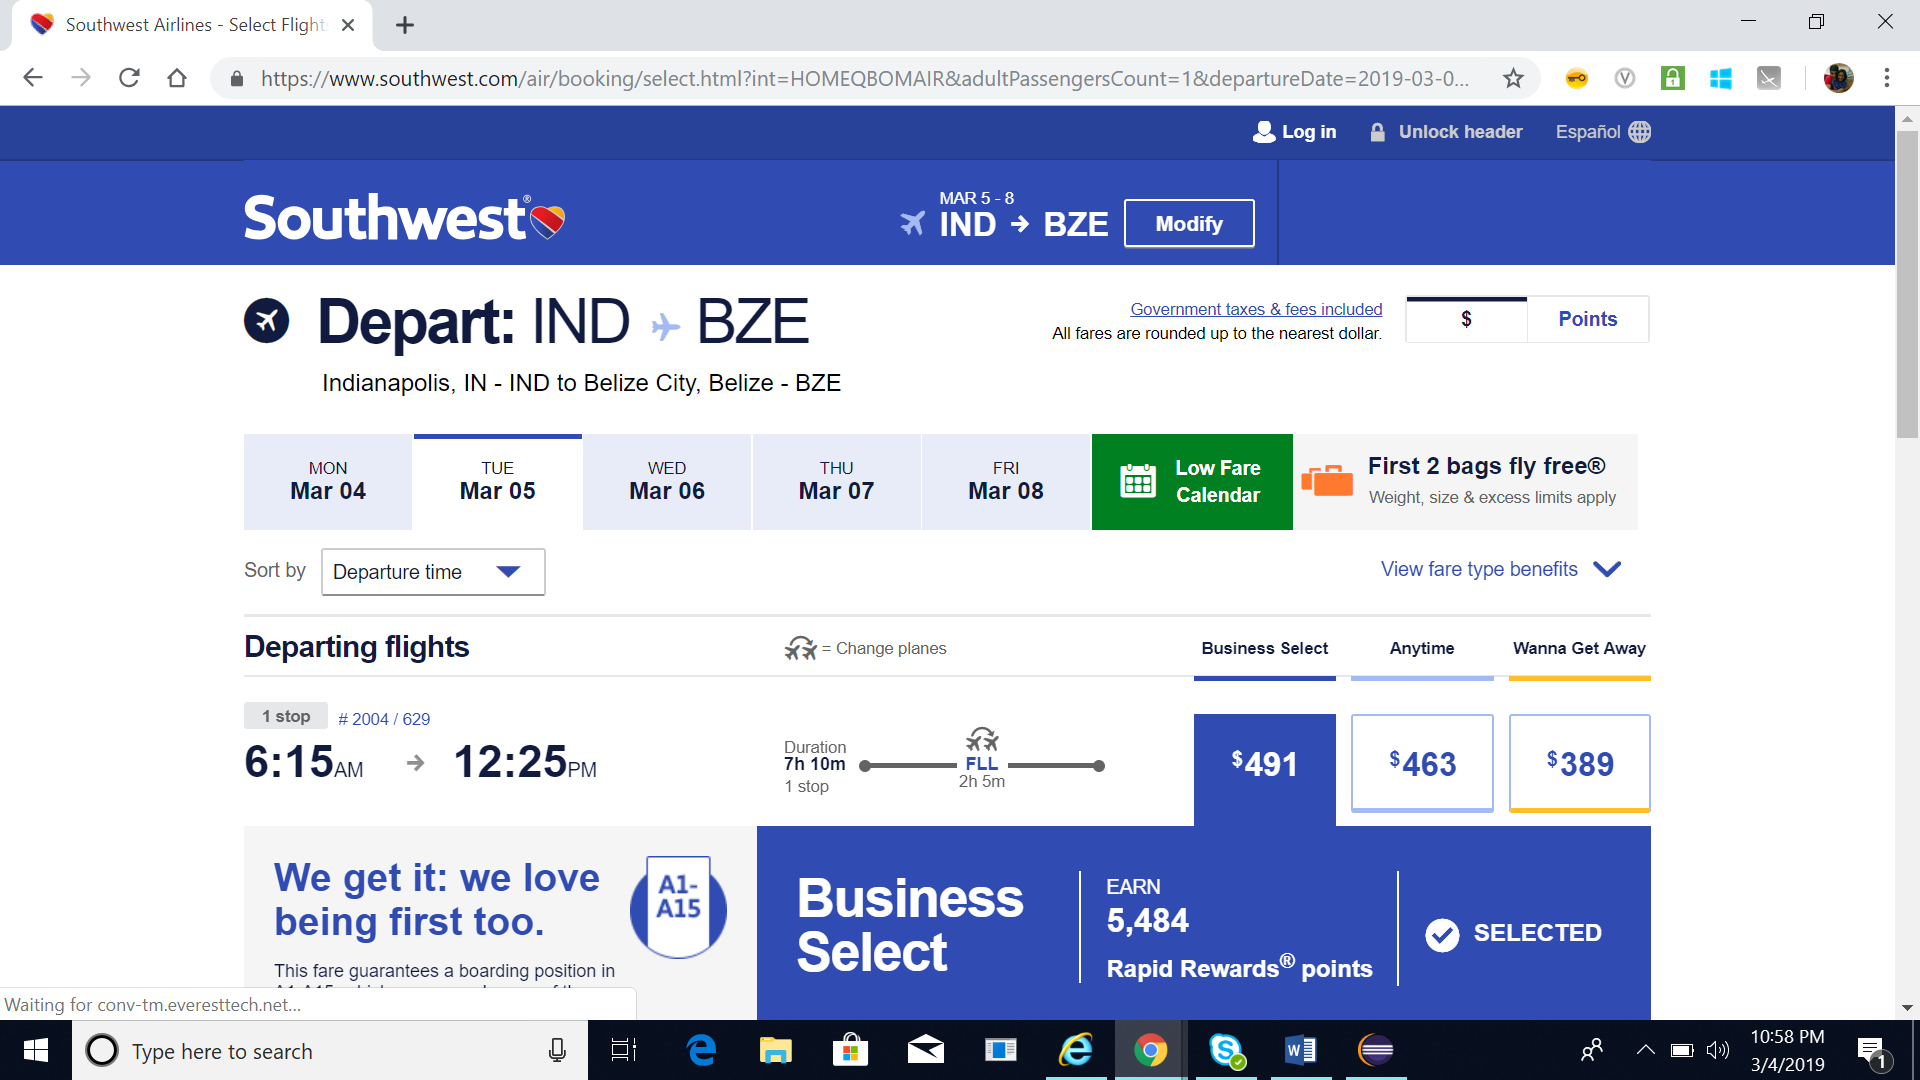 Southwest Airlines - Select Flight
https://www.southwest.com/air/booking/select.html?int=HOMEQBOMAIR&adultPassengersCount=1&departureDate=2019-03-0...
Log in
Unlock header
Español
Southwest®
MAR 5 - 8
IND BZE
Modify
Depart: IND BZE
Government taxes & fees included
All fares are rounded up to the nearest dollar.
$
Points
Indianapolis, IN - IND to Belize City, Belize - BZE
MON
Mar 04
TUE
Mar 05
WED
Mar 06
THU
Mar 07
FRI
Mar 08
Low Fare
Calendar
First 2 bags fly free®
Weight, size & excess limits apply
Sort by
Departure time
View fare type benefits
Departing flights
= Change planes
Business Select
Anytime
Wanna Get Away
1 stop
# 2004 / 629
6:15AM
12:25PM
Duration
7h 10m
1 stop
FLL
2h 5m
$491
$463
$389
We get it: we love
being first too.
A1-
A15
This fare guarantees a boarding position in
Business
Select
EARN
5,484
Rapid Rewards® points
SELECTED
Waiting for conv-tm.everesttech.net...
Type here to search
10:58 PM
3/4/2019
1